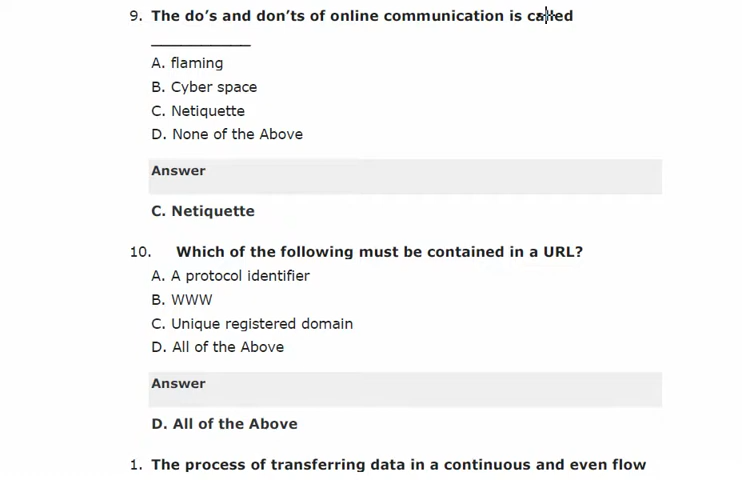 9. The do’s and don’ts of online communication is called
___________
A. flaming
B. Cyber space
C. Netiquette
D. None of the Above
Answer
C. Netiquette
10. Which of the following must be contained in a URL?
A. A protocol identifier
B. WWW
C. Unique registered domain
D. All of the Above
Answer
D. All of the Above
1. The process of transferring data in a continuous and even flow